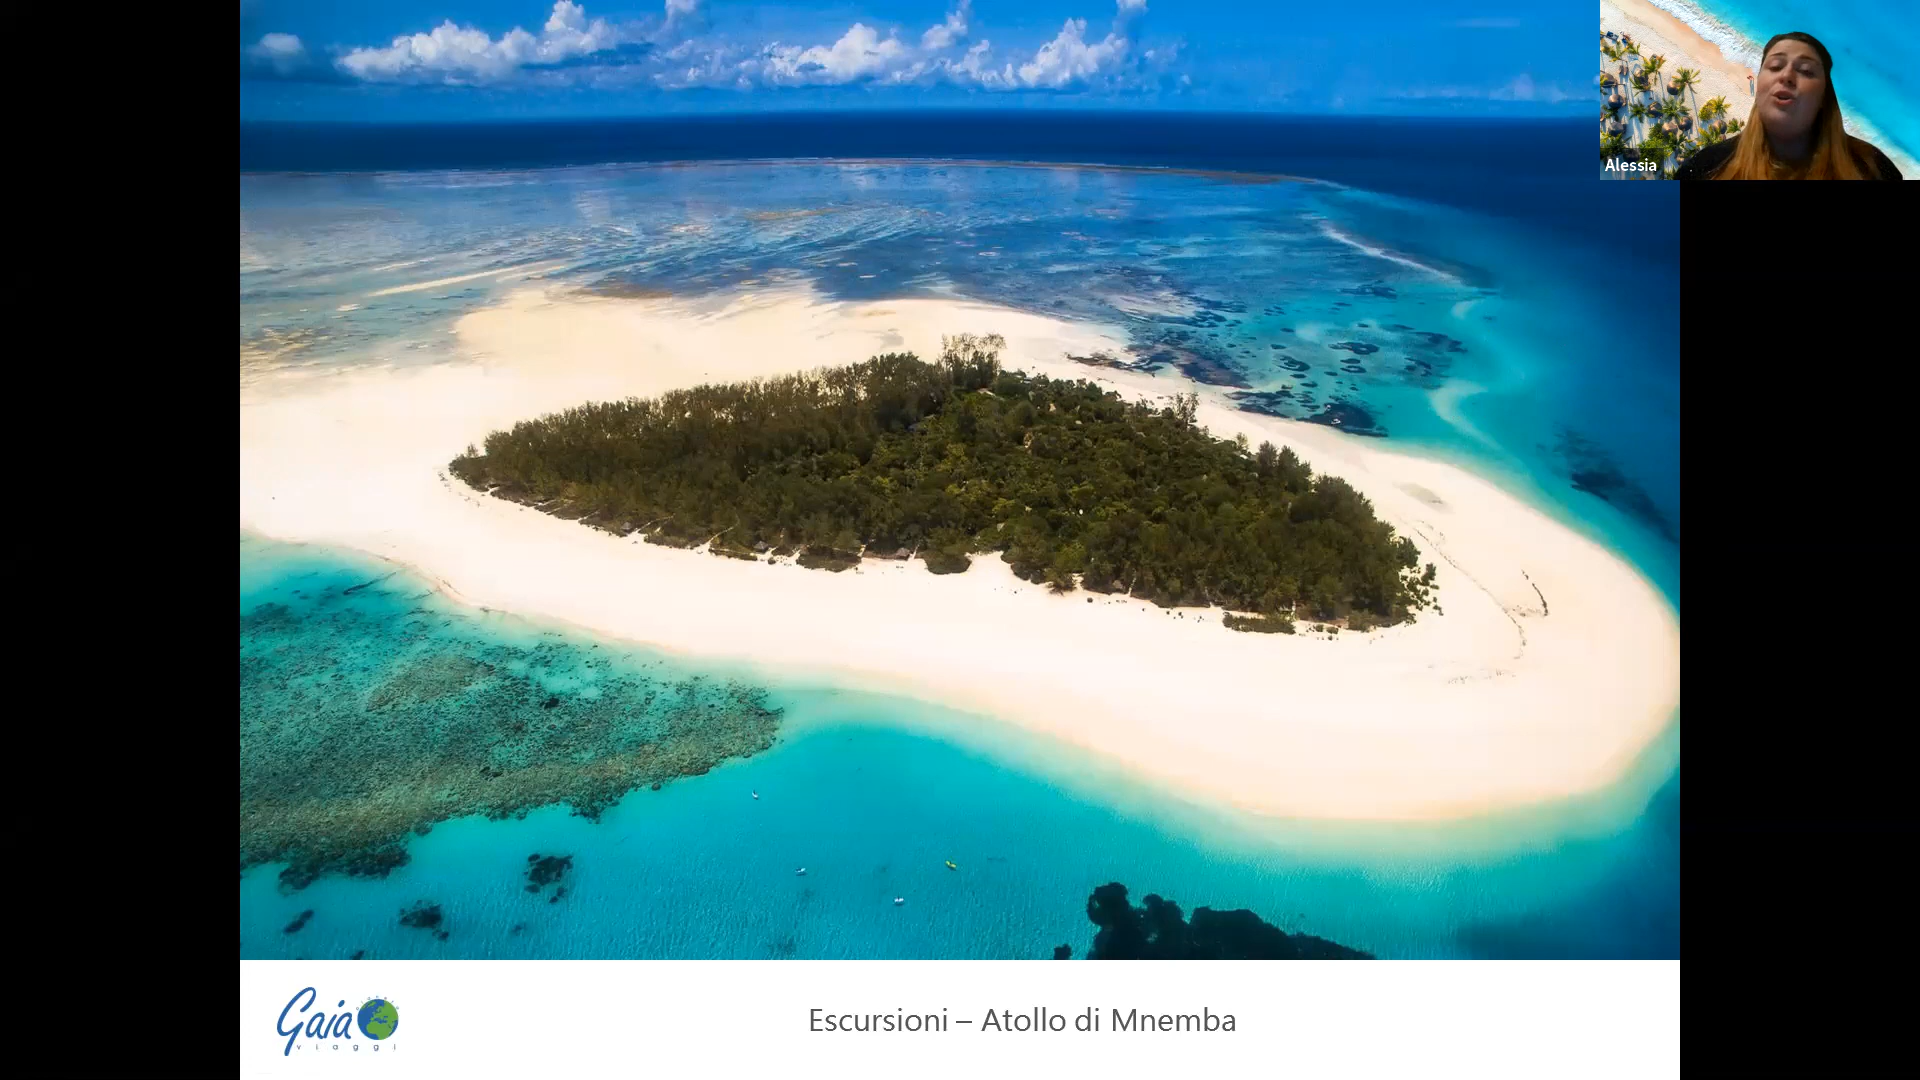 Alessia
Gaia
viaggi
Escursioni – Atollo di Mnemba